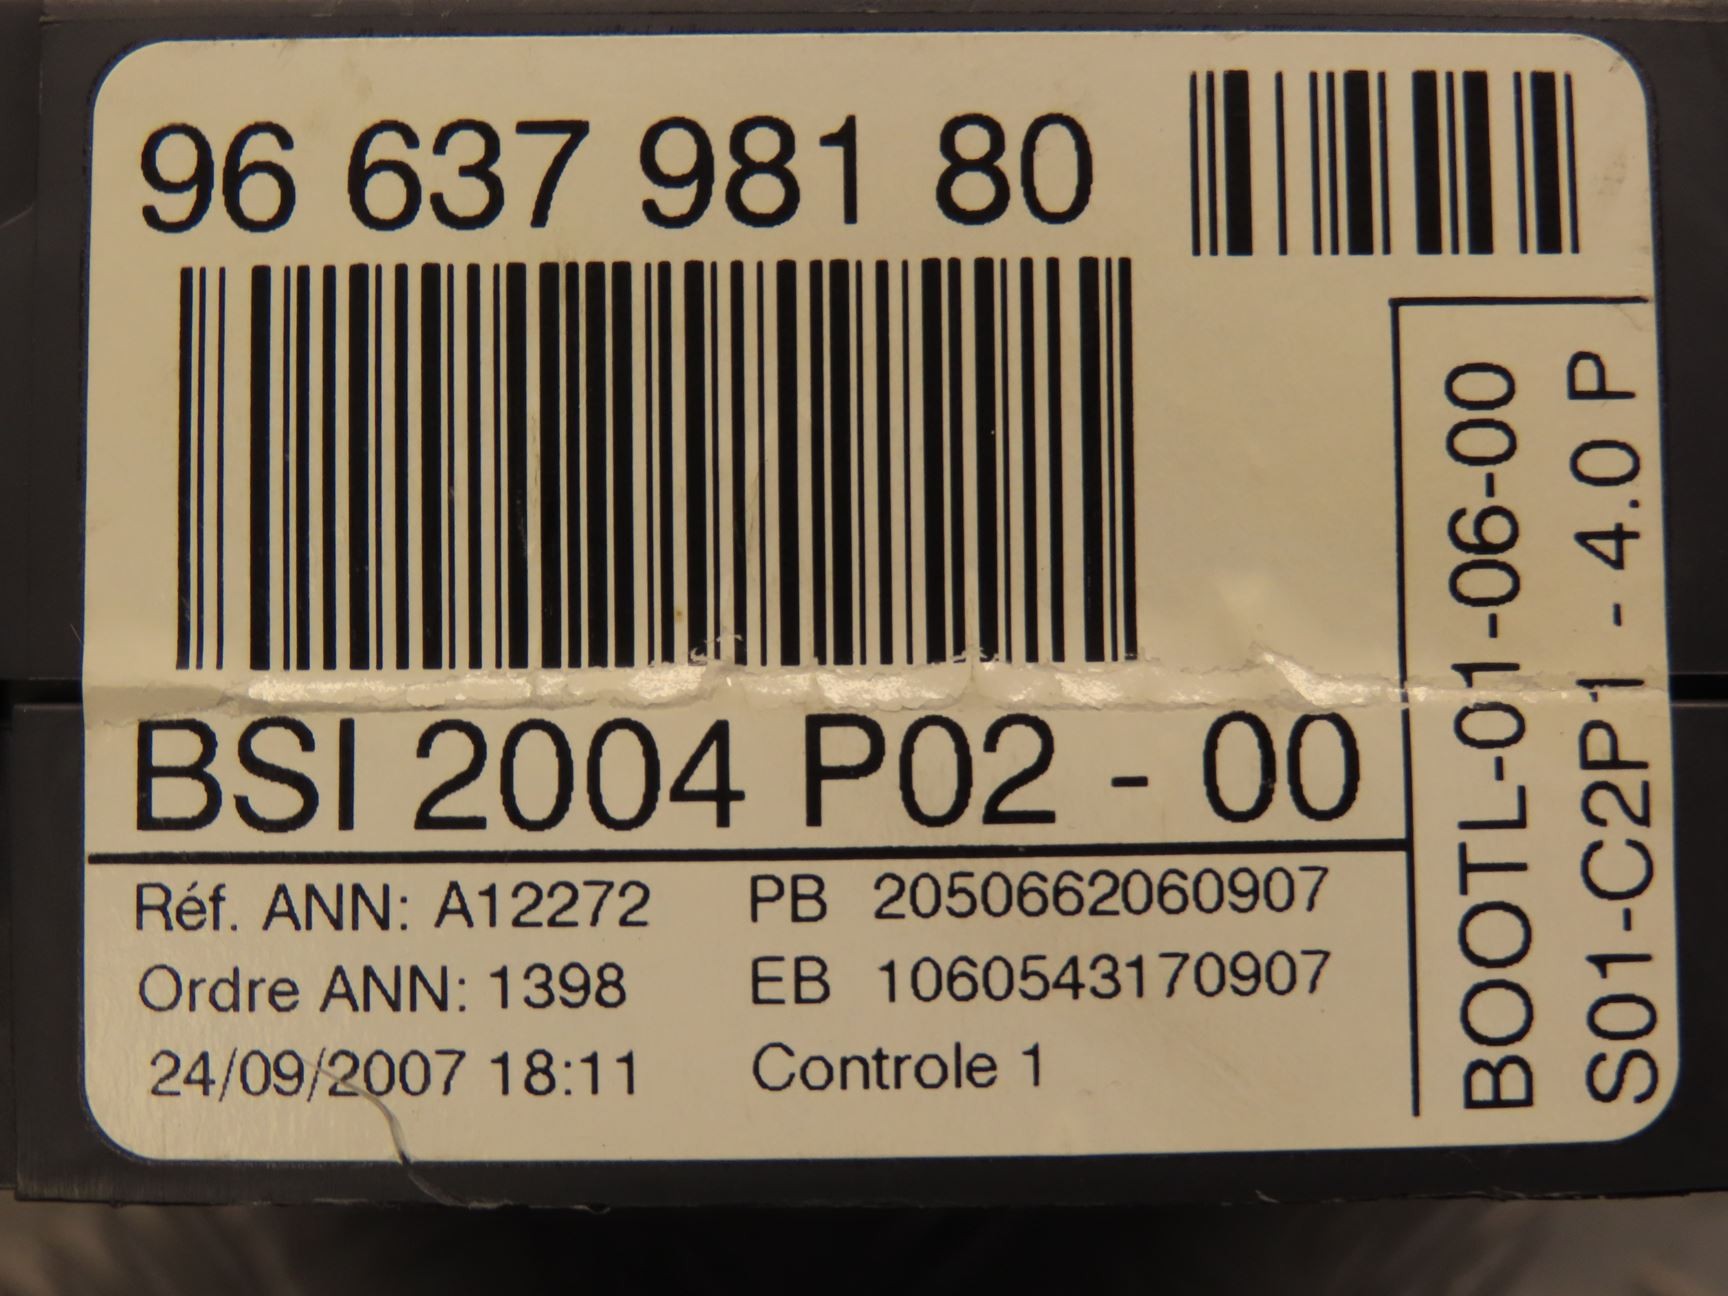 96 637 981 80
BSI 2004 P02 - 00
Réf. ANN: A12272 PB 2050662060907
Ordre ANN: 1398 EB 1060543170907
24/09/2007 18:11 Controle 1
BOOTL-01-06-00
S01-C2P1 - 4.0 P